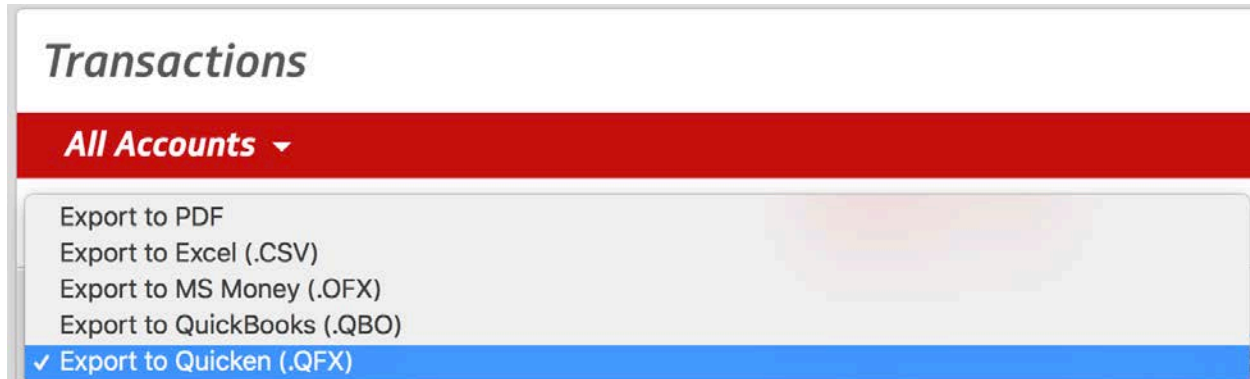 Transactions
All Accounts
Export to PDF
Export to Excel (.CSV)
Export to MS Money (.OFX)
Export to QuickBooks (.QBO)
✓ Export to Quicken (.QFX)